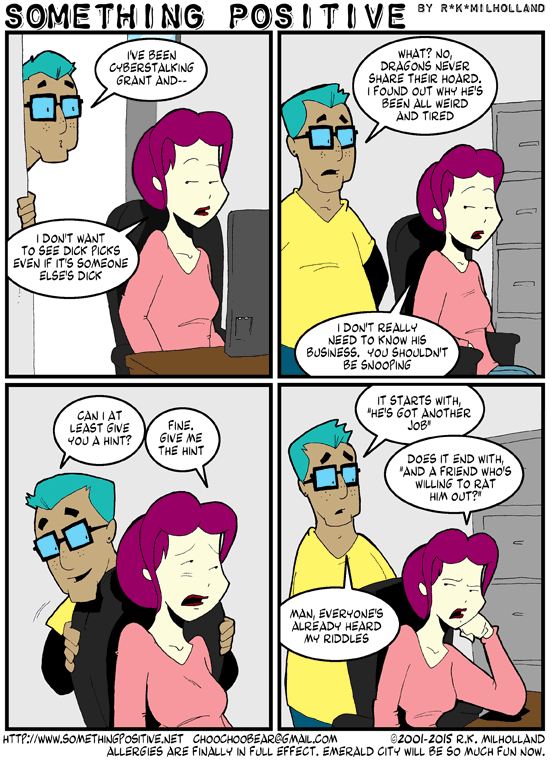 SOMETHING POSITIVE BY R*K*MILHOLLAND
I'VE BEEN
CYBERSTALKING
GRANT AND--
I DON'T WANT
TO SEE DICK PICKS
EVEN IF IT'S SOMEONE
ELSE'S DICK
WHAT? NO,
DRAGONS NEVER
SHARE THEIR HOARD.
I FOUND OUT WHY HE'S
BEEN ALL WEIRD
AND TIRED
I DON'T REALLY
NEED TO KNOW HIS
BUSINESS. YOU SHOULDN'T
BE SNOOPING
CAN I AT
LEAST GIVE
YOU A HINT?
FINE.
GIVE ME
THE HINT
IT STARTS WITH,
"HE'S GOT ANOTHER
JOB"
DOES IT END WITH,
"AND A FRIEND WHO'S
WILLING TO RAT
HIM OUT?"
MAN, EVERYONE'S
ALREADY HEARD
MY RIDDLES
HTTP://WWW.SOMETHINGPOSITIVE.NET CHOOCHOOBEAR@GMAIL.COM ©2001-2015 R.K. MILHOLLAND
ALLERGIES ARE FINALLY IN FULL EFFECT. EMERALD CITY WILL BE SO MUCH FUN NOW.